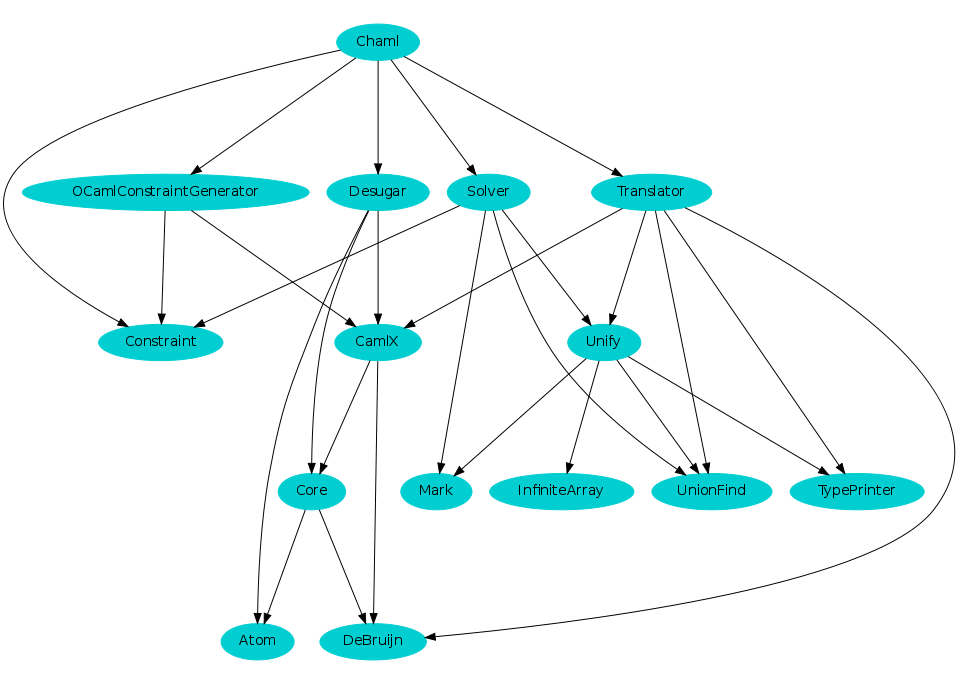 Chaml
OCamlConstraintGenerator
Desugar
Solver
Translator
Constraint
CamlX
Unify
Core
Mark
InfiniteArray
UnionFind
TypePrinter
Atom
DeBruijn